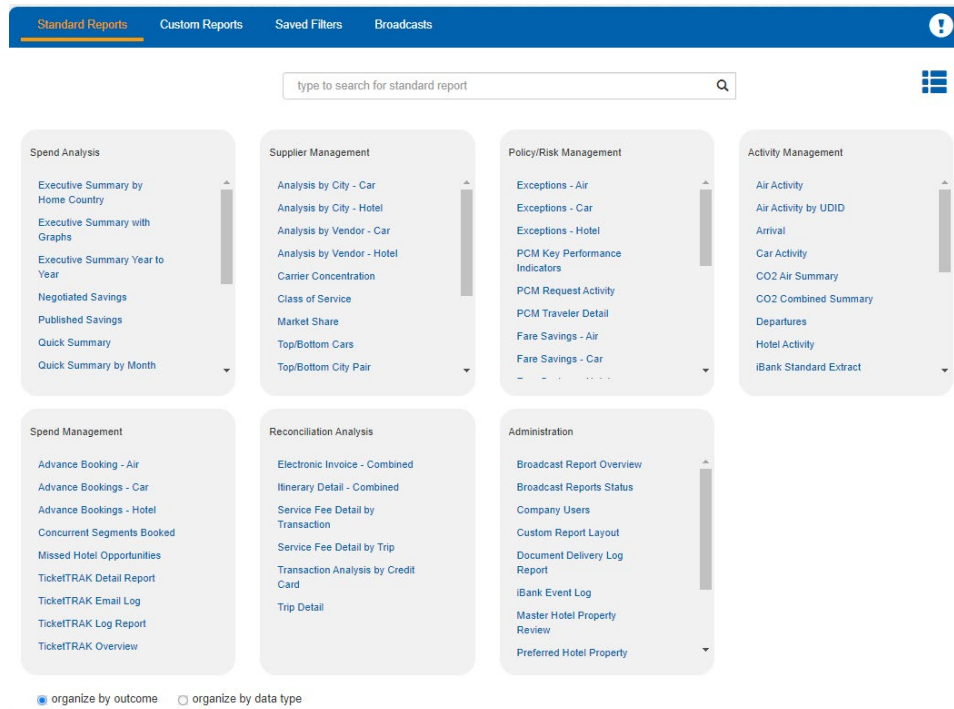 Standard Reports
Custom Reports
Saved Filters
Broadcasts
type to search for standard report
Spend Analysis
Executive Summary by
Home Country
Executive Summary with
Graphs
Executive Summary Year to
Year
Negotiated Savings
Published Savings
Quick Summary
Quick Summary by Month
Supplier Management
Analysis by City - Car
Analysis by City - Hotel
Analysis by Vendor - Car
Analysis by Vendor - Hotel
Carrier Concentration
Class of Service
Market Share
Top/Bottom Cars
Top/Bottom City Pair
Policy/Risk Management
Exceptions - Air
Exceptions - Car
Exceptions - Hotel
PCM Key Performance
Indicators
PCM Request Activity
PCM Traveler Detail
Fare Savings - Air
Fare Savings - Car
Activity Management
Air Activity
Air Activity by UDID
Arrival
Car Activity
CO2 Air Summary
CO2 Combined Summary
Departures
Hotel Activity
iBank Standard Extract
Spend Management
Advance Booking - Air
Advance Bookings - Car
Advance Bookings - Hotel
Concurrent Segments Booked
Missed Hotel Opportunities
TicketTRAK Detail Report
TicketTRAK Email Log
TicketTRAK Log Report
TicketTRAK Overview
Reconciliation Analysis
Electronic Invoice - Combined
Itinerary Detail - Combined
Service Fee Detail by
Transaction
Service Fee Detail by Trip
Transaction Analysis by Credit
Card
Trip Detail
Administration
Broadcast Report Overview
Broadcast Reports Status
Company Users
Custom Report Layout
Document Delivery Log
Report
iBank Event Log
Master Hotel Property
Review
Preferred Hotel Property
organize by outcome
organize by data type